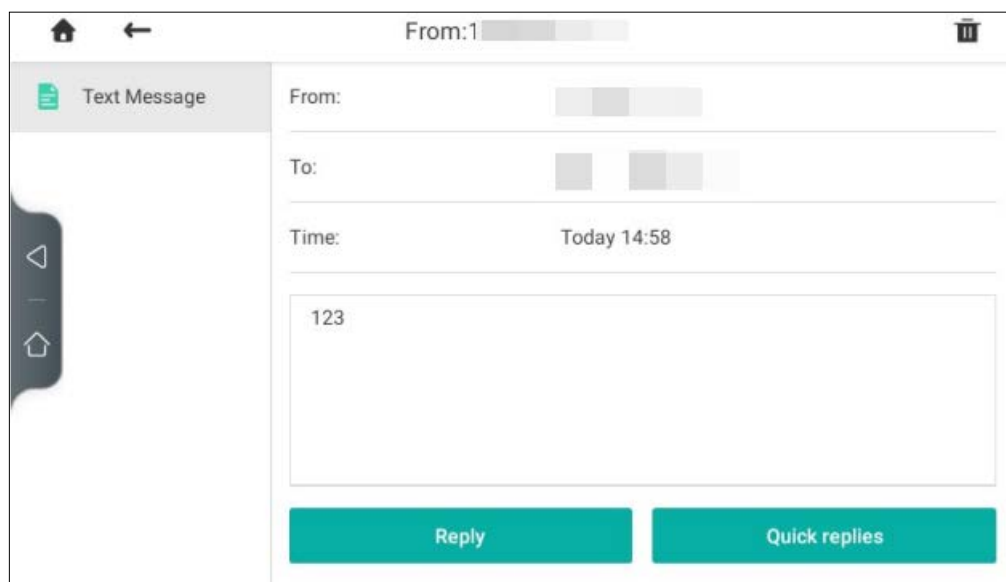 From:1
Text Message
From:
To:
Time: Today 14:58
123
Reply Quick replies